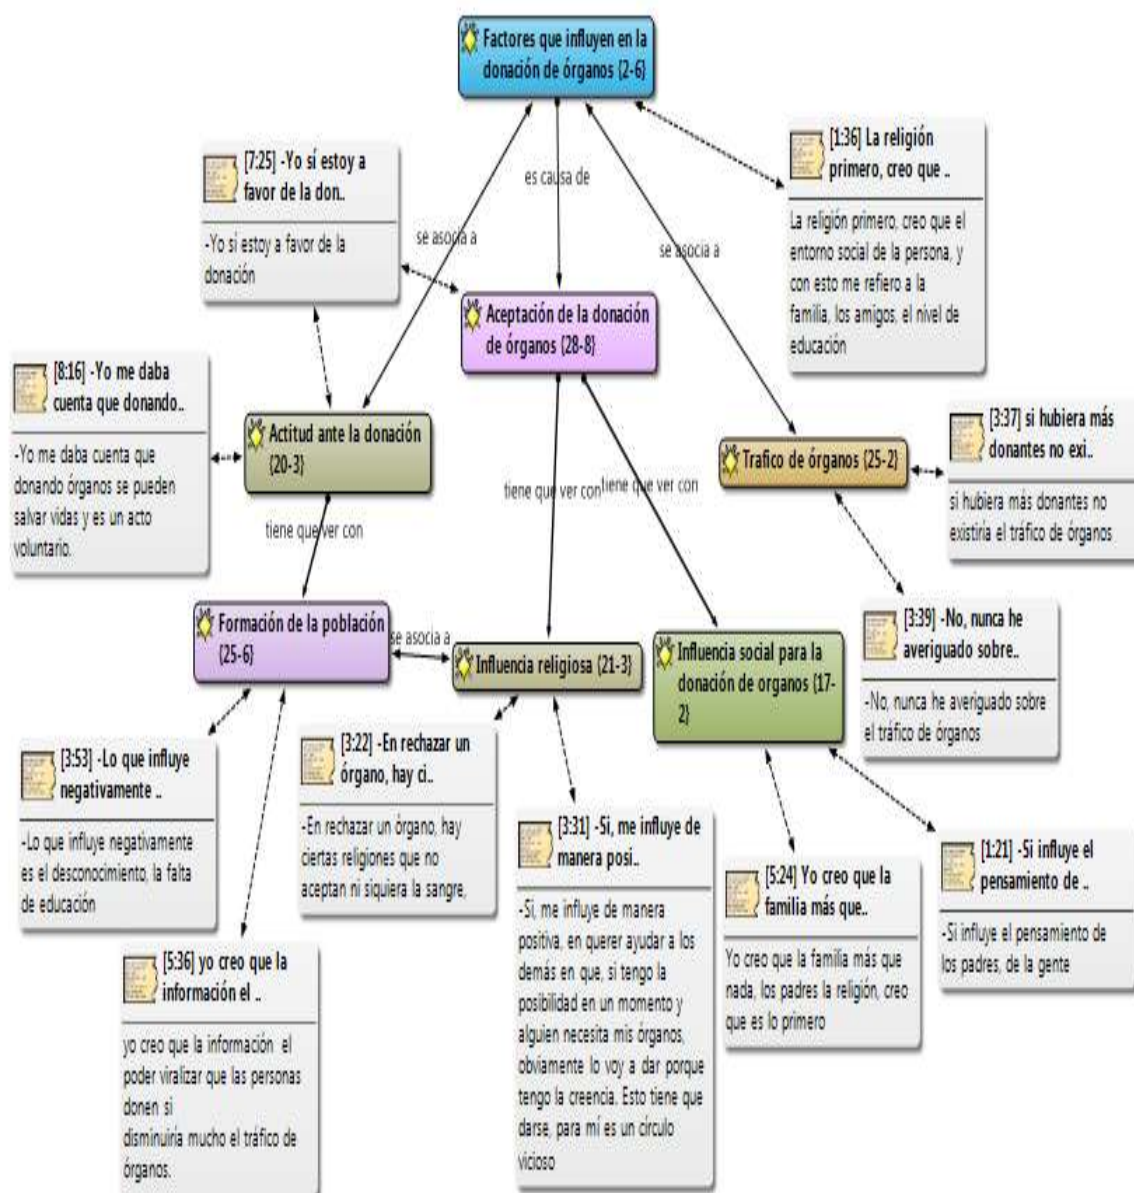 Factores que influyen en la
donación de órganos {2-6}
[7:25] -Yo sí estoy a
favor de la don..
-Yo sí estoy a favor de la
donación
es causa de
se asocia a
se asocia a
[1:36] La religión
primero, creo que ..
La religión primero, creo que el
entorno social de la persona, y
con esto me refiero a la
familia, los amigos, el nivel de
educación
Aceptación de la donación
de órganos {28-8}
[8:16] -Yo me daba
cuenta que donando..
-Yo me daba cuenta que
donando órganos se pueden
salvar vidas y es un acto
voluntario.
Actitud ante la donación
{20-3}
Trafico de órganos {25-2}
[3:37] si hubiera más
donantes no exi..
si hubiera más donantes no
existiría el tráfico de órganos
tiene que ver con
tiene que ver con
tiene que ver con
[3:39] -No, nunca he
averiguado sobre..
-No, nunca he averiguado sobre
el tráfico de órganos
Formación de la población
{25-6}
se asocia a
Influencia religiosa {21-3}
Influencia social para la
donación de organos {17-
2}
[3:53] -Lo que influye
negativamente ..
-Lo que influye negativamente
es el desconocimiento, la falta
de educación
[3:22] -En rechazar un
órgano, hay ci..
-En rechazar un órgano, hay
ciertas religiones que no
aceptan ni siquiera la sangre,
[3:31] -Sí, me influye de
manera posi..
-Sí, me influye de manera
positiva, en querer ayudar a los
demás en que, si tengo la
posibilidad en un momento y
alguien necesita mis órganos,
obviamente lo voy a dar porque
tengo la creencia. Esto tiene que
darse, para mí es un círculo
vicioso
[5:24] Yo creo que la
familia más que..
Yo creo que la familia más que
nada, los padres la religión, creo
que es lo primero
[1:21] -Si influye el
pensamiento de ..
-Si influye el pensamiento de
los padres, de la gente
[5:36] yo creo que la
información el ..
yo creo que la información el
poder viralizar que las personas
donen si
disminuiría mucho el tráfico de
órganos.